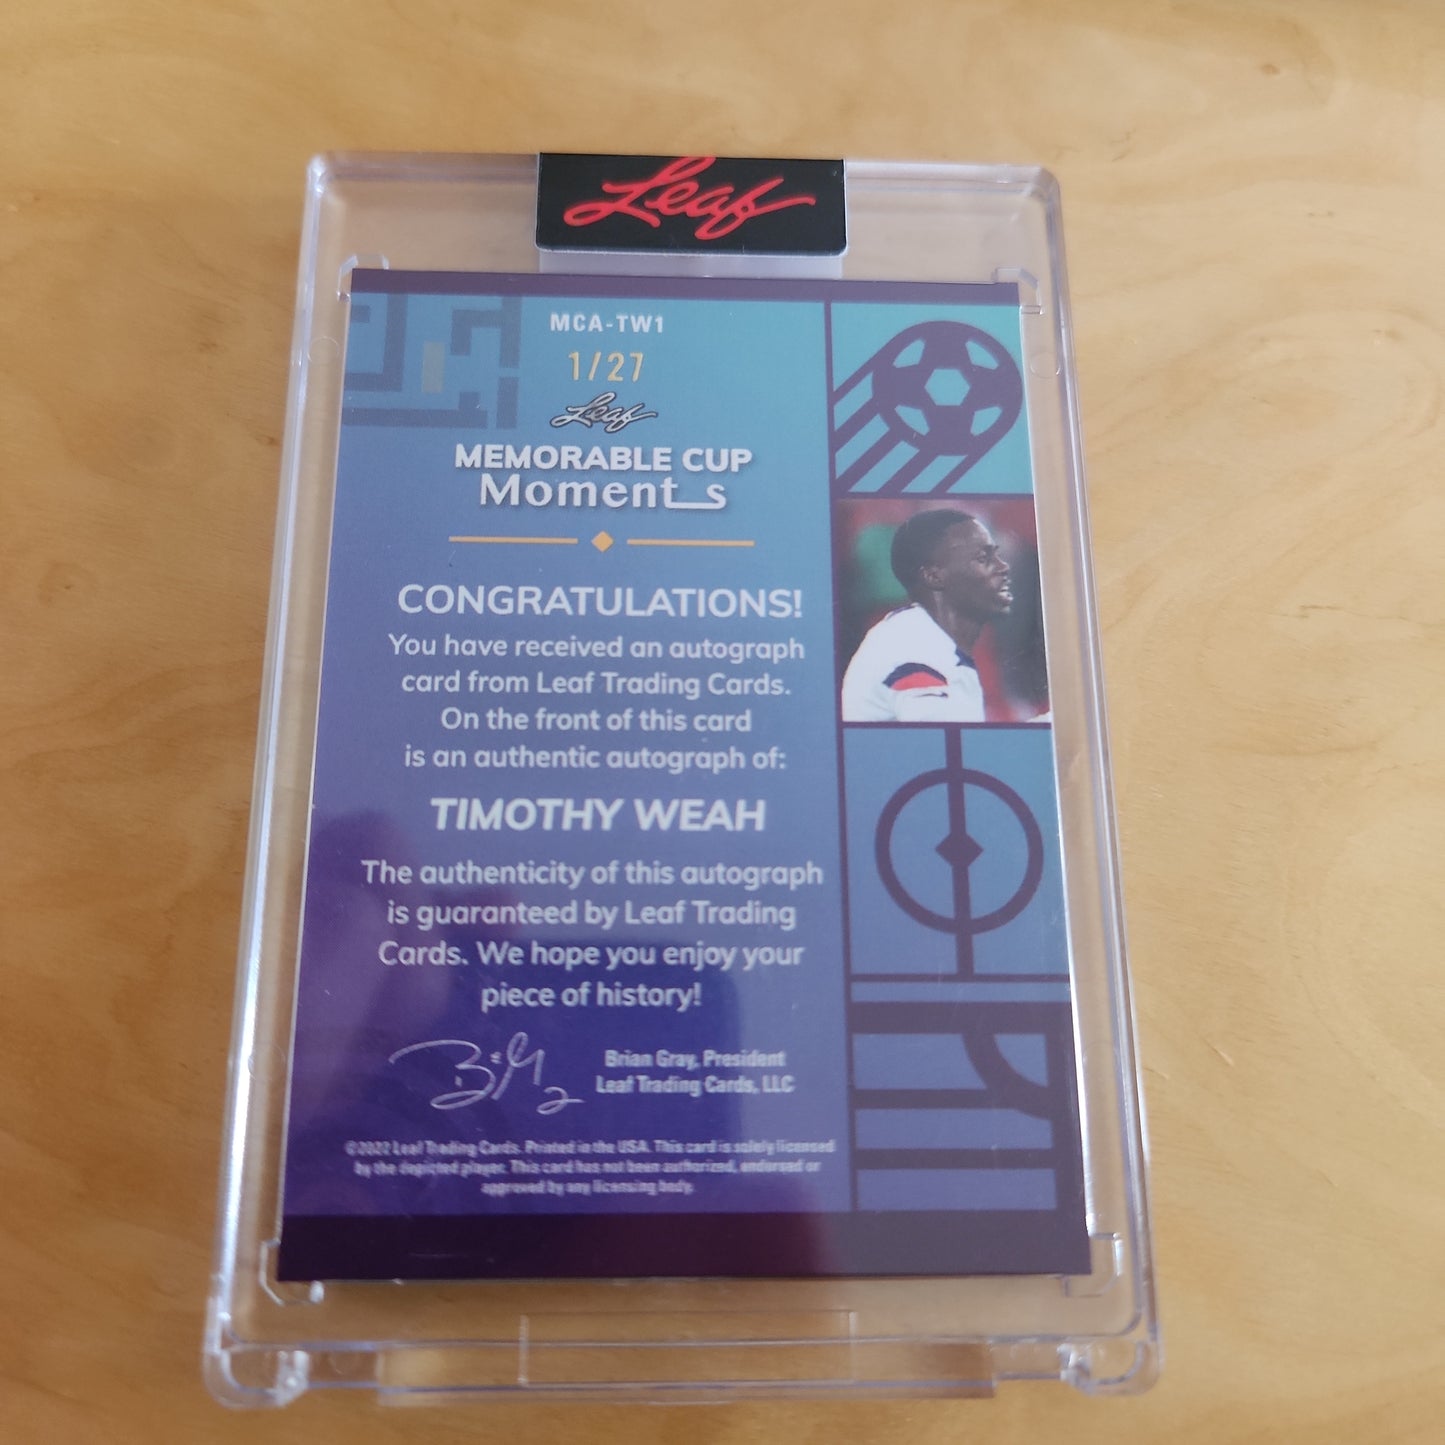 Leaf
MCA-TW1
1/27
Leaf
MEMORABLE CUP
Moments
CONGRATULATIONS!
You have received an autograph
card from Leaf Trading Cards.
On the front of this card
is an authentic autograph of:
TIMOTHY WEAH
The authenticity of this autograph
is guaranteed by Leaf Trading
Cards. We hope you enjoy your
piece of history!
Brian Gray, President
Leaf Trading Cards, LLC
©2022 Leaf Trading Cards. Printed in the USA. This card is solely licensed
by the depicted player. This card has not been authorized, endorsed or
approved by any licensing body.